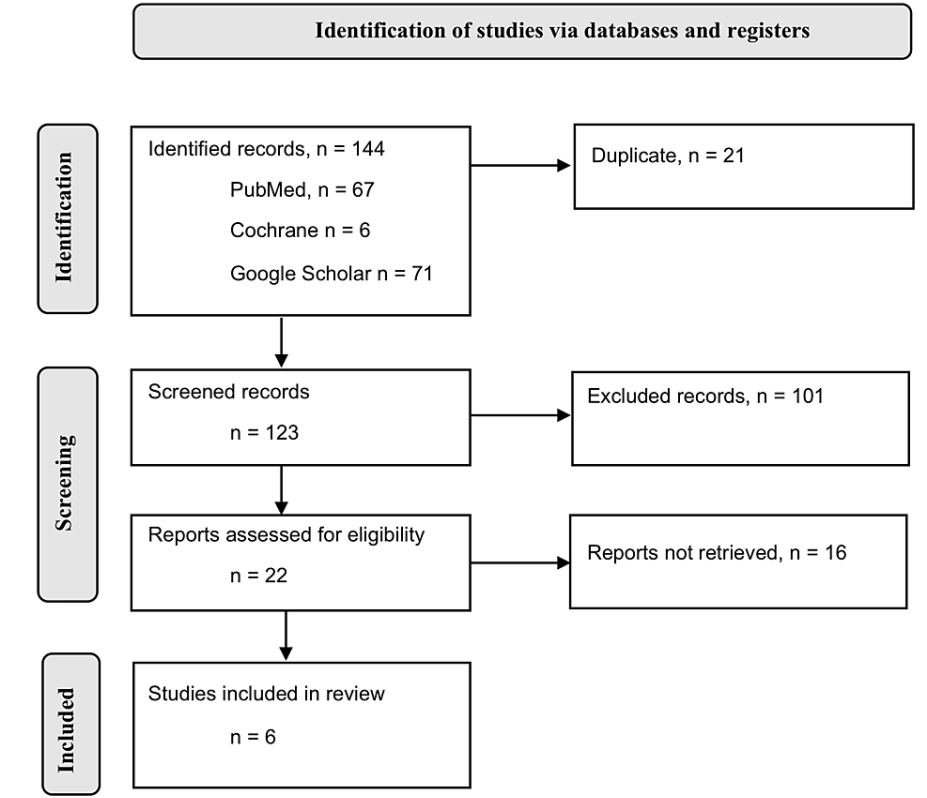 Identification of studies via databases and registers
Identification
Identified records, n = 144
PubMed, n = 67
Cochrane n = 6
Google Scholar n = 71
Duplicate, n = 21
Screening
Screened records
n = 123
Excluded records, n = 101
Reports assessed for eligibility
n = 22
Reports not retrieved, n = 16
Included
Studies included in review
n = 6